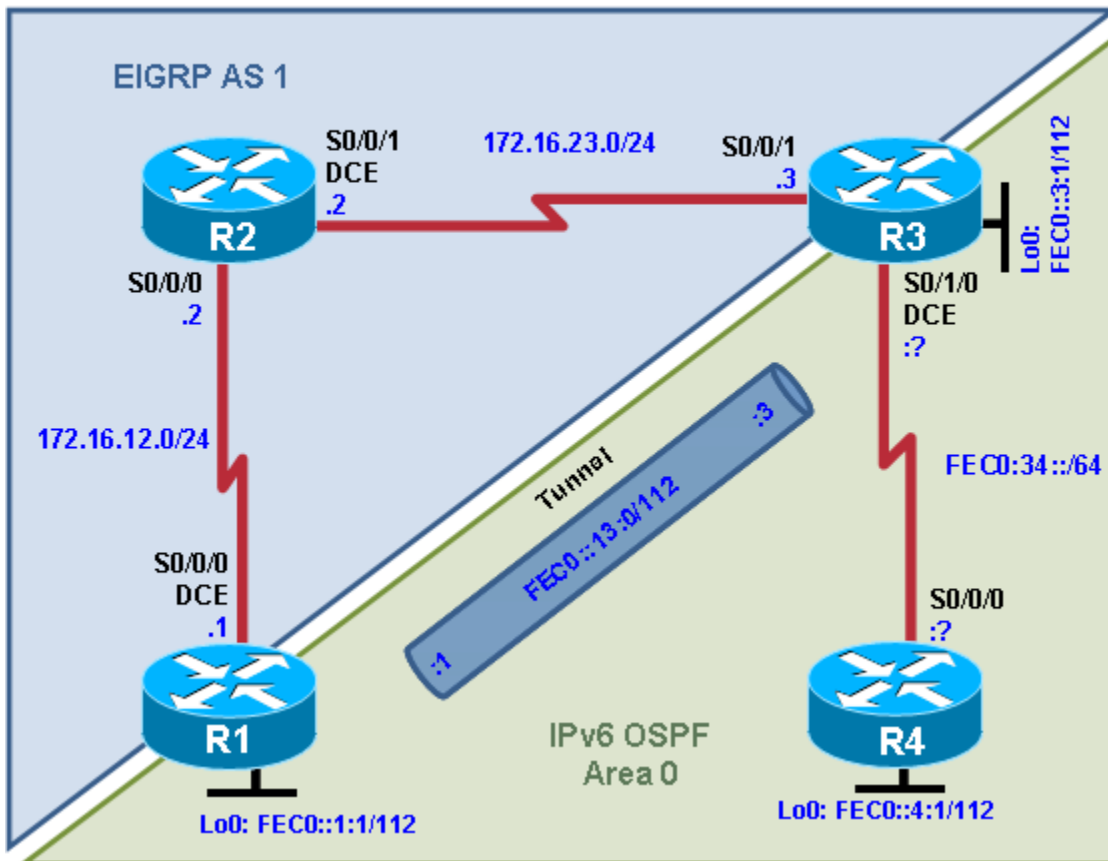 EIGRP AS 1
S0/0/1
DCE
.2
172.16.23.0/24
S0/0/1
.3
R2
R3
Lo0:
FEC0::3:1/112
S0/0/0
.2
S0/1/0
DCE
:?
172.16.12.0/24
Tunnel
:3
FEC0::13:0/112
:1
FEC0:34::/64
S0/0/0
DCE
.1
S0/0/0
:?
R1
R4
IPv6 OSPF
Area 0
Lo0: FEC0::1:1/112
Lo0: FEC0::4:1/112